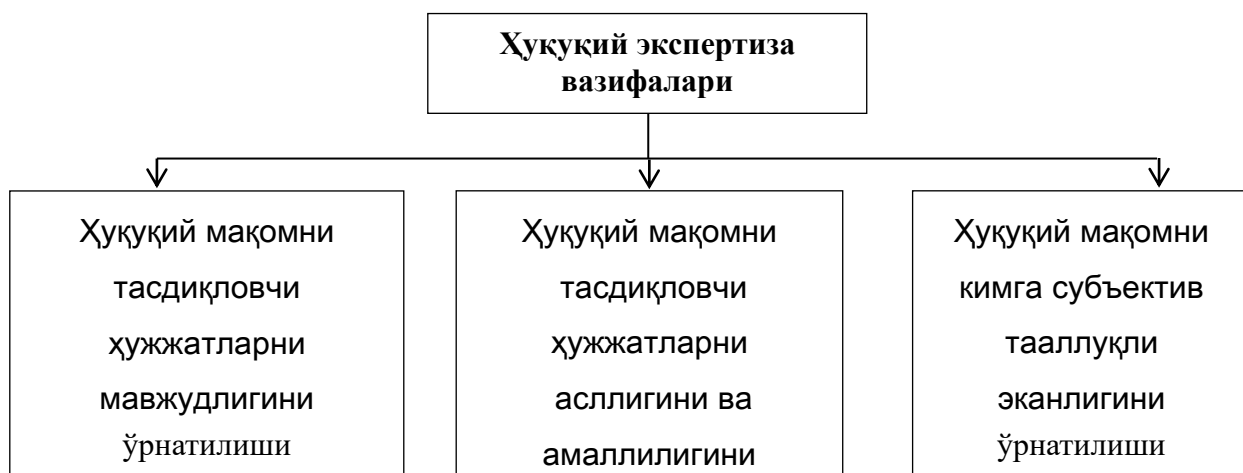 Ҳуқуқий экспертиза
вазифалари
Ҳуқуқий мақомни
тасдиқловчи
ҳужжатларни
мавжудлигини
ўрнатилиши
Ҳуқуқий мақомни
тасдиқловчи
ҳужжатларни
асллигини ва
амаллилигини
Ҳуқуқий мақомни
кимга субъектив
тааллуқли
эканлигини
ўрнатилиши